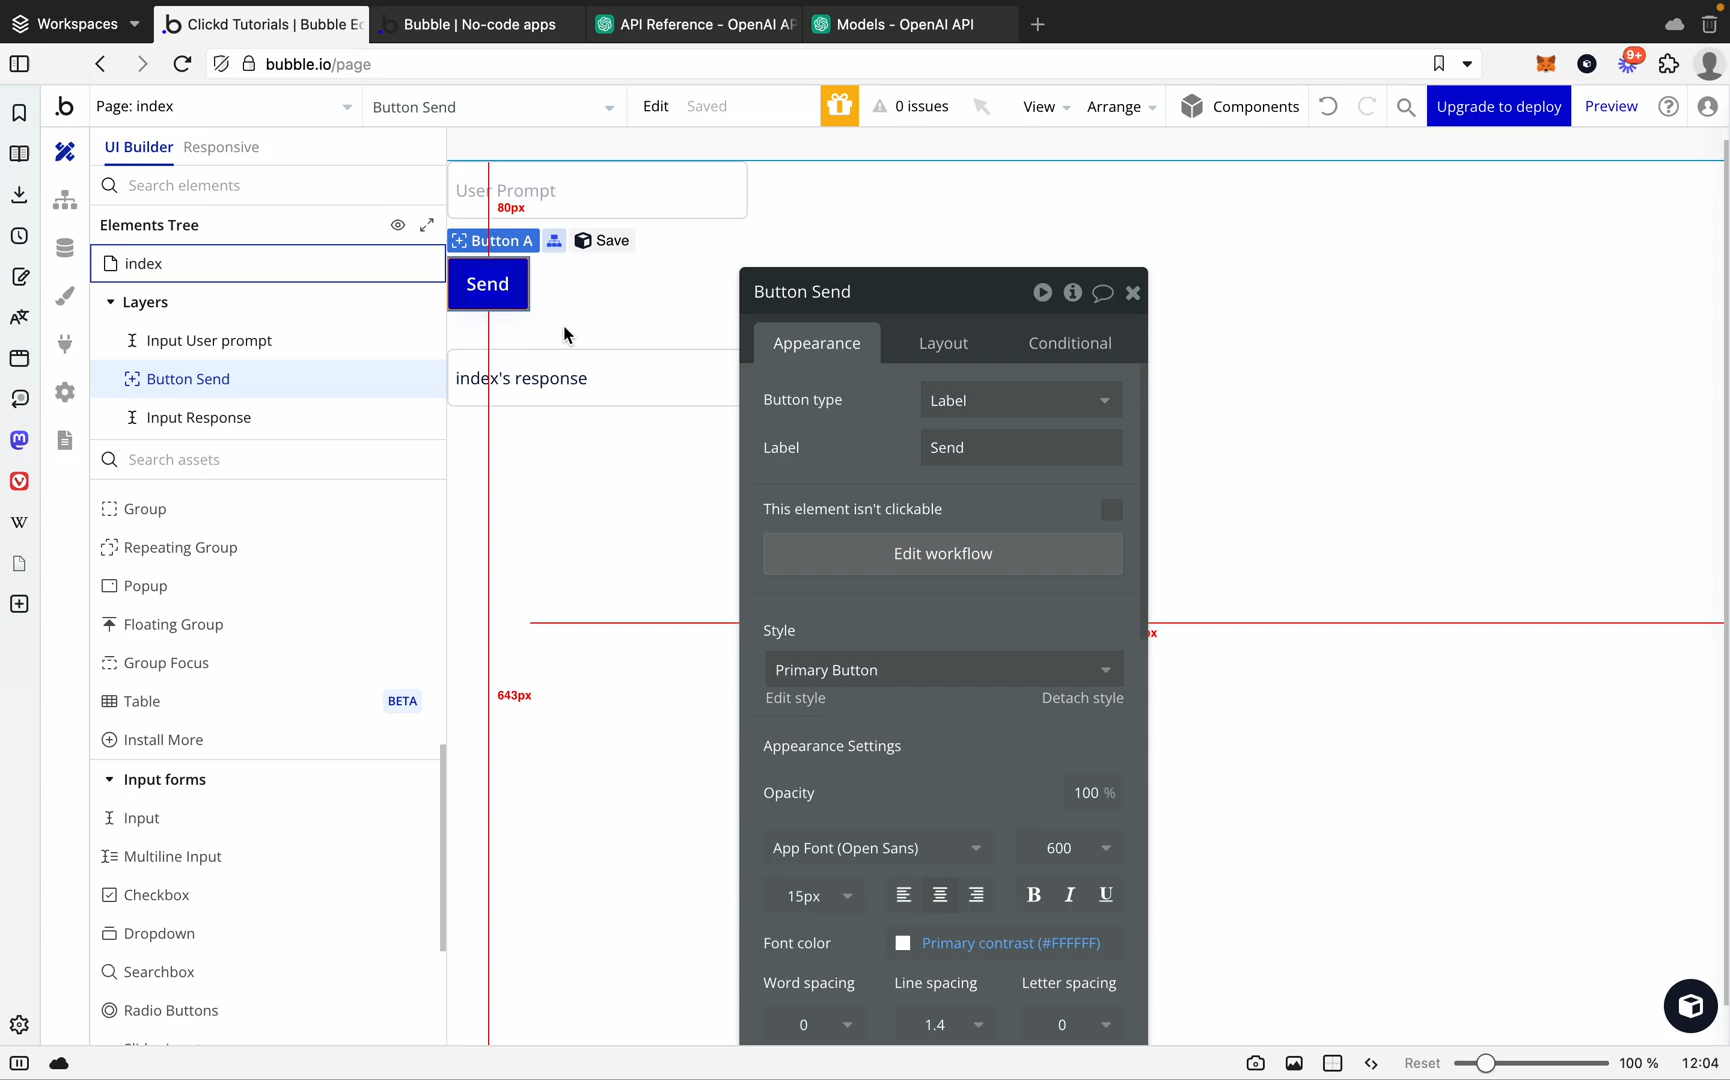 Workspaces
Clickd Tutorials | Bubble Ec
Bubble | No-code apps
API Reference - OpenAI AP
Models - OpenAI API
bubble.io/page
9+
Page: index
Button Send
Edit
Saved
0 issues
View
Arrange
Components
Upgrade to deploy
Preview
UI Builder
Responsive
Search elements
Elements Tree
index
Layers
Input User prompt
Button Send
Input Response
Search assets
Group
Repeating Group
Popup
Floating Group
Group Focus
Table
BETA
Install More
Input forms
Input
Multiline Input
Checkbox
Dropdown
Searchbox
Radio Buttons
User Prompt
80px
Button A
Save
Send
index's response
643px
px
Button Send
Appearance
Layout
Conditional
Button type
Label
Label
Send
This element isn't clickable
Edit workflow
Style
Primary Button
Edit style
Detach style
Appearance Settings
Opacity
100 %
App Font (Open Sans)
600
15px
B I U
Font color
Primary contrast (#FFFFFF)
Word spacing
Line spacing
Letter spacing
0
1.4
0
Reset
100 %
12:04